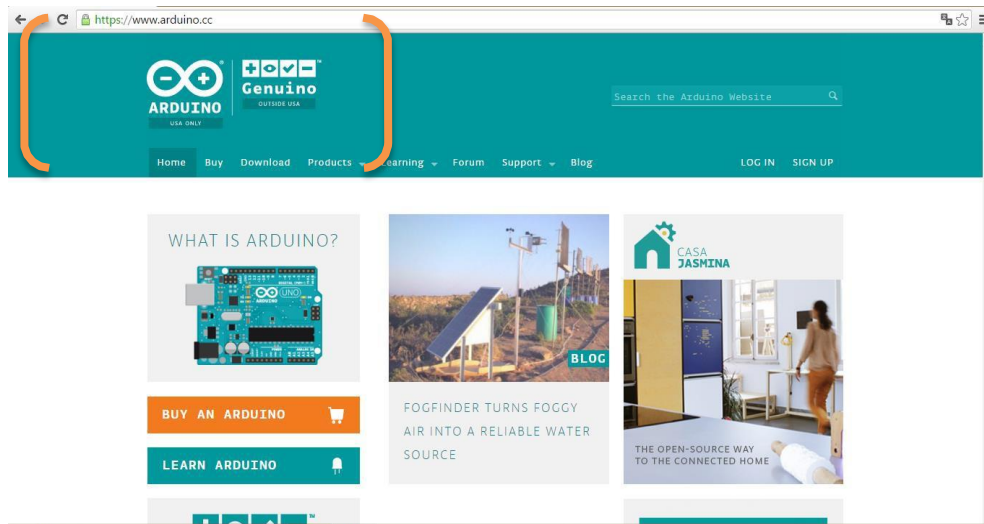 https://www.arduino.cc
ARDUINO
USA ONLY
Genuino™
OUTSIDE USA
Search the Arduino Website
Home Buy Download Products Learning Forum Support Blog
LOG IN SIGN UP
WHAT IS ARDUINO?
UNO
ARDUINO
BUY AN ARDUINO
LEARN ARDUINO
BLOG
FOGFINDER TURNS FOGGY
AIR INTO A RELIABLE WATER
SOURCE
CASA
JASMINA
THE OPEN-SOURCE WAY
TO THE CONNECTED HOME